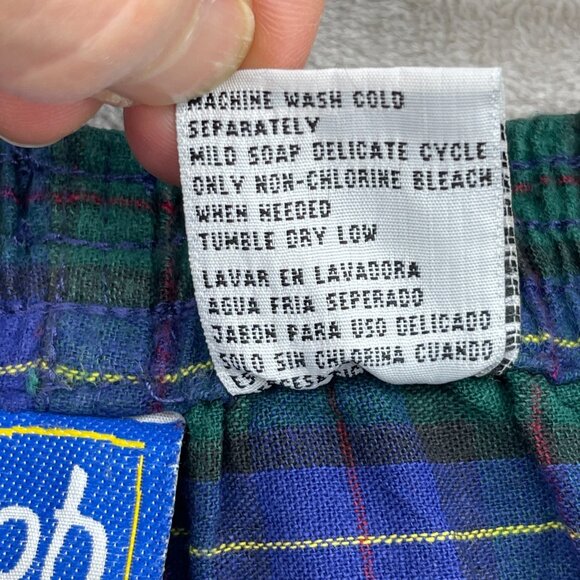 MACHINE WASH COLD
SEPARATELY
MILD SOAP DELICATE CYCLE
ONLY NON-CHLORINE BLEACH
WHEN NEEDED
TUMBLE DRY LOW
LAVAR EN LAVADORA
AGUA FRIA SEPERADO
JABON PARA USO DELICADO
SOLO SIN CHLORINA CUANDO